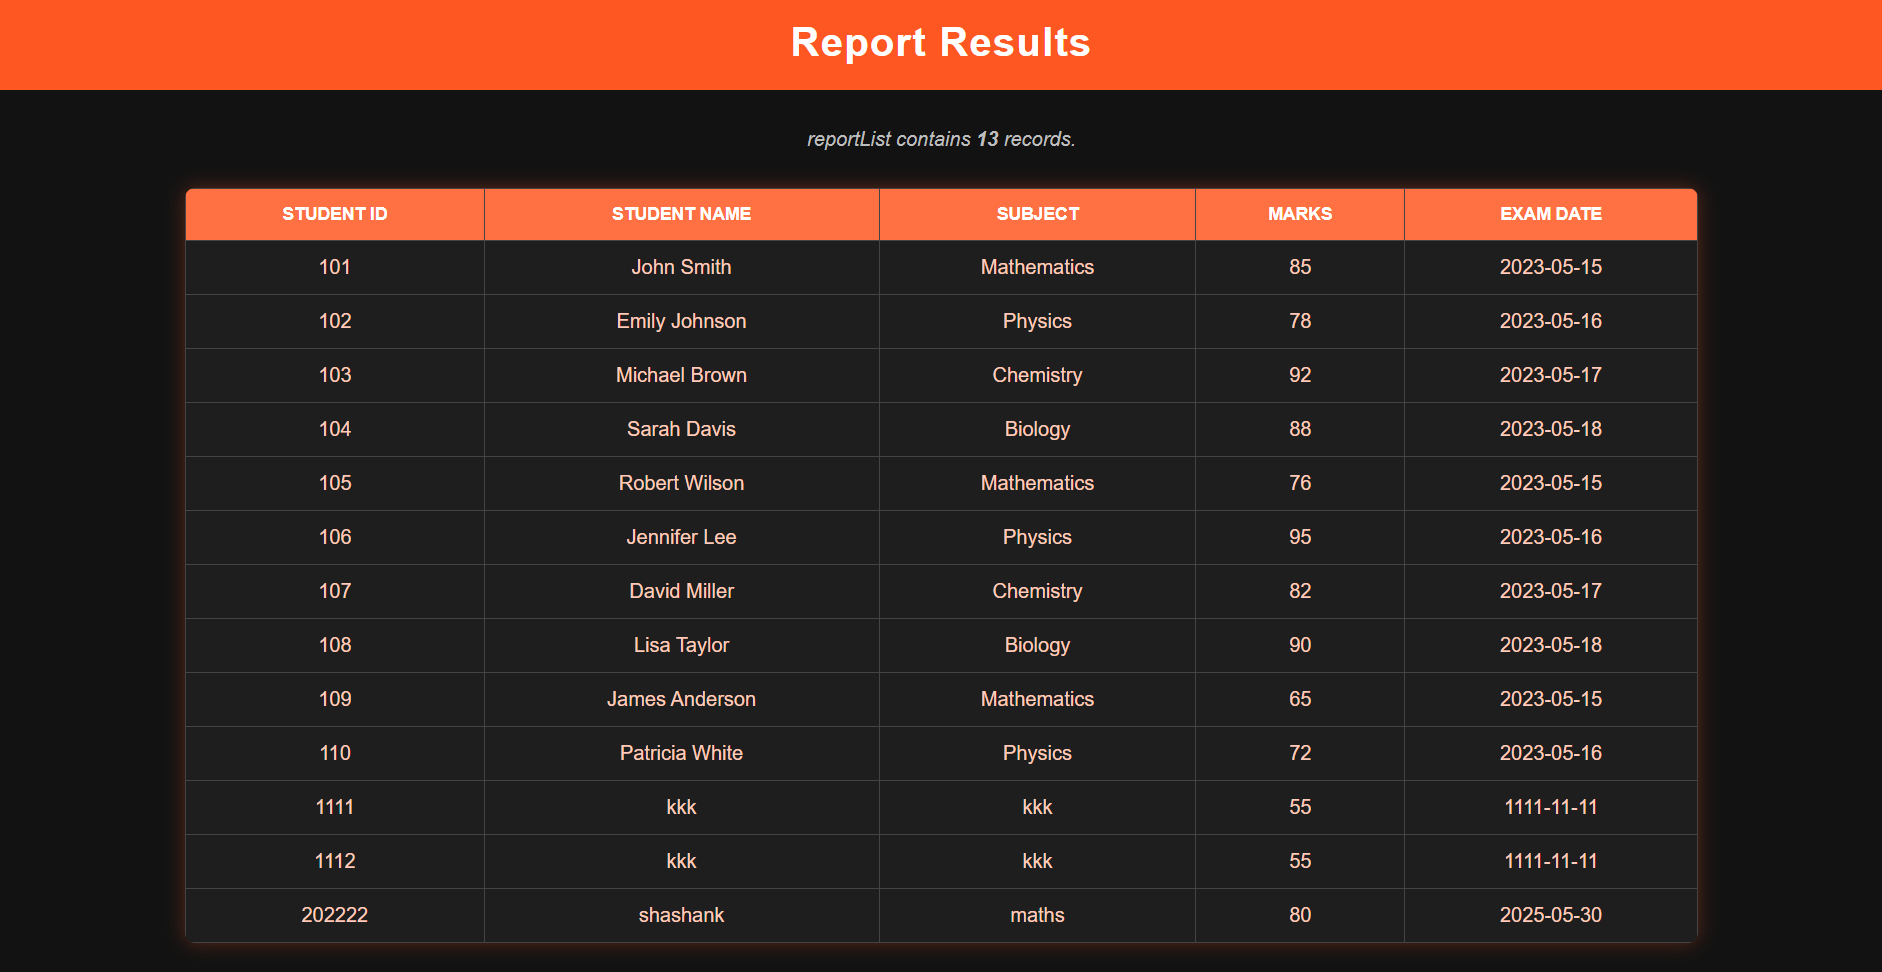 Report Results
reportList contains 13 records.
STUDENT ID STUDENT NAME SUBJECT MARKS EXAM DATE
101 John Smith Mathematics 85 2023-05-15
102 Emily Johnson Physics 78 2023-05-16
103 Michael Brown Chemistry 92 2023-05-17
104 Sarah Davis Biology 88 2023-05-18
105 Robert Wilson Mathematics 76 2023-05-15
106 Jennifer Lee Physics 95 2023-05-16
107 David Miller Chemistry 82 2023-05-17
108 Lisa Taylor Biology 90 2023-05-18
109 James Anderson Mathematics 65 2023-05-15
110 Patricia White Physics 72 2023-05-16
1111 kkk kkk 55 1111-11-11
1112 kkk kkk 55 1111-11-11
202222 shashank maths 80 2025-05-30